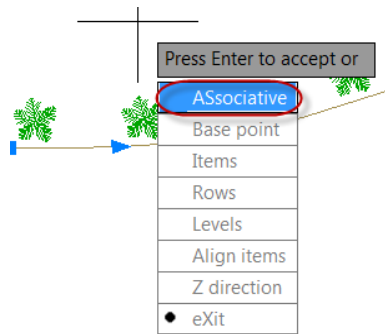 Press Enter to accept or
ASsociative
Base point
Items
Rows
Levels
Align items
Z direction
eXit